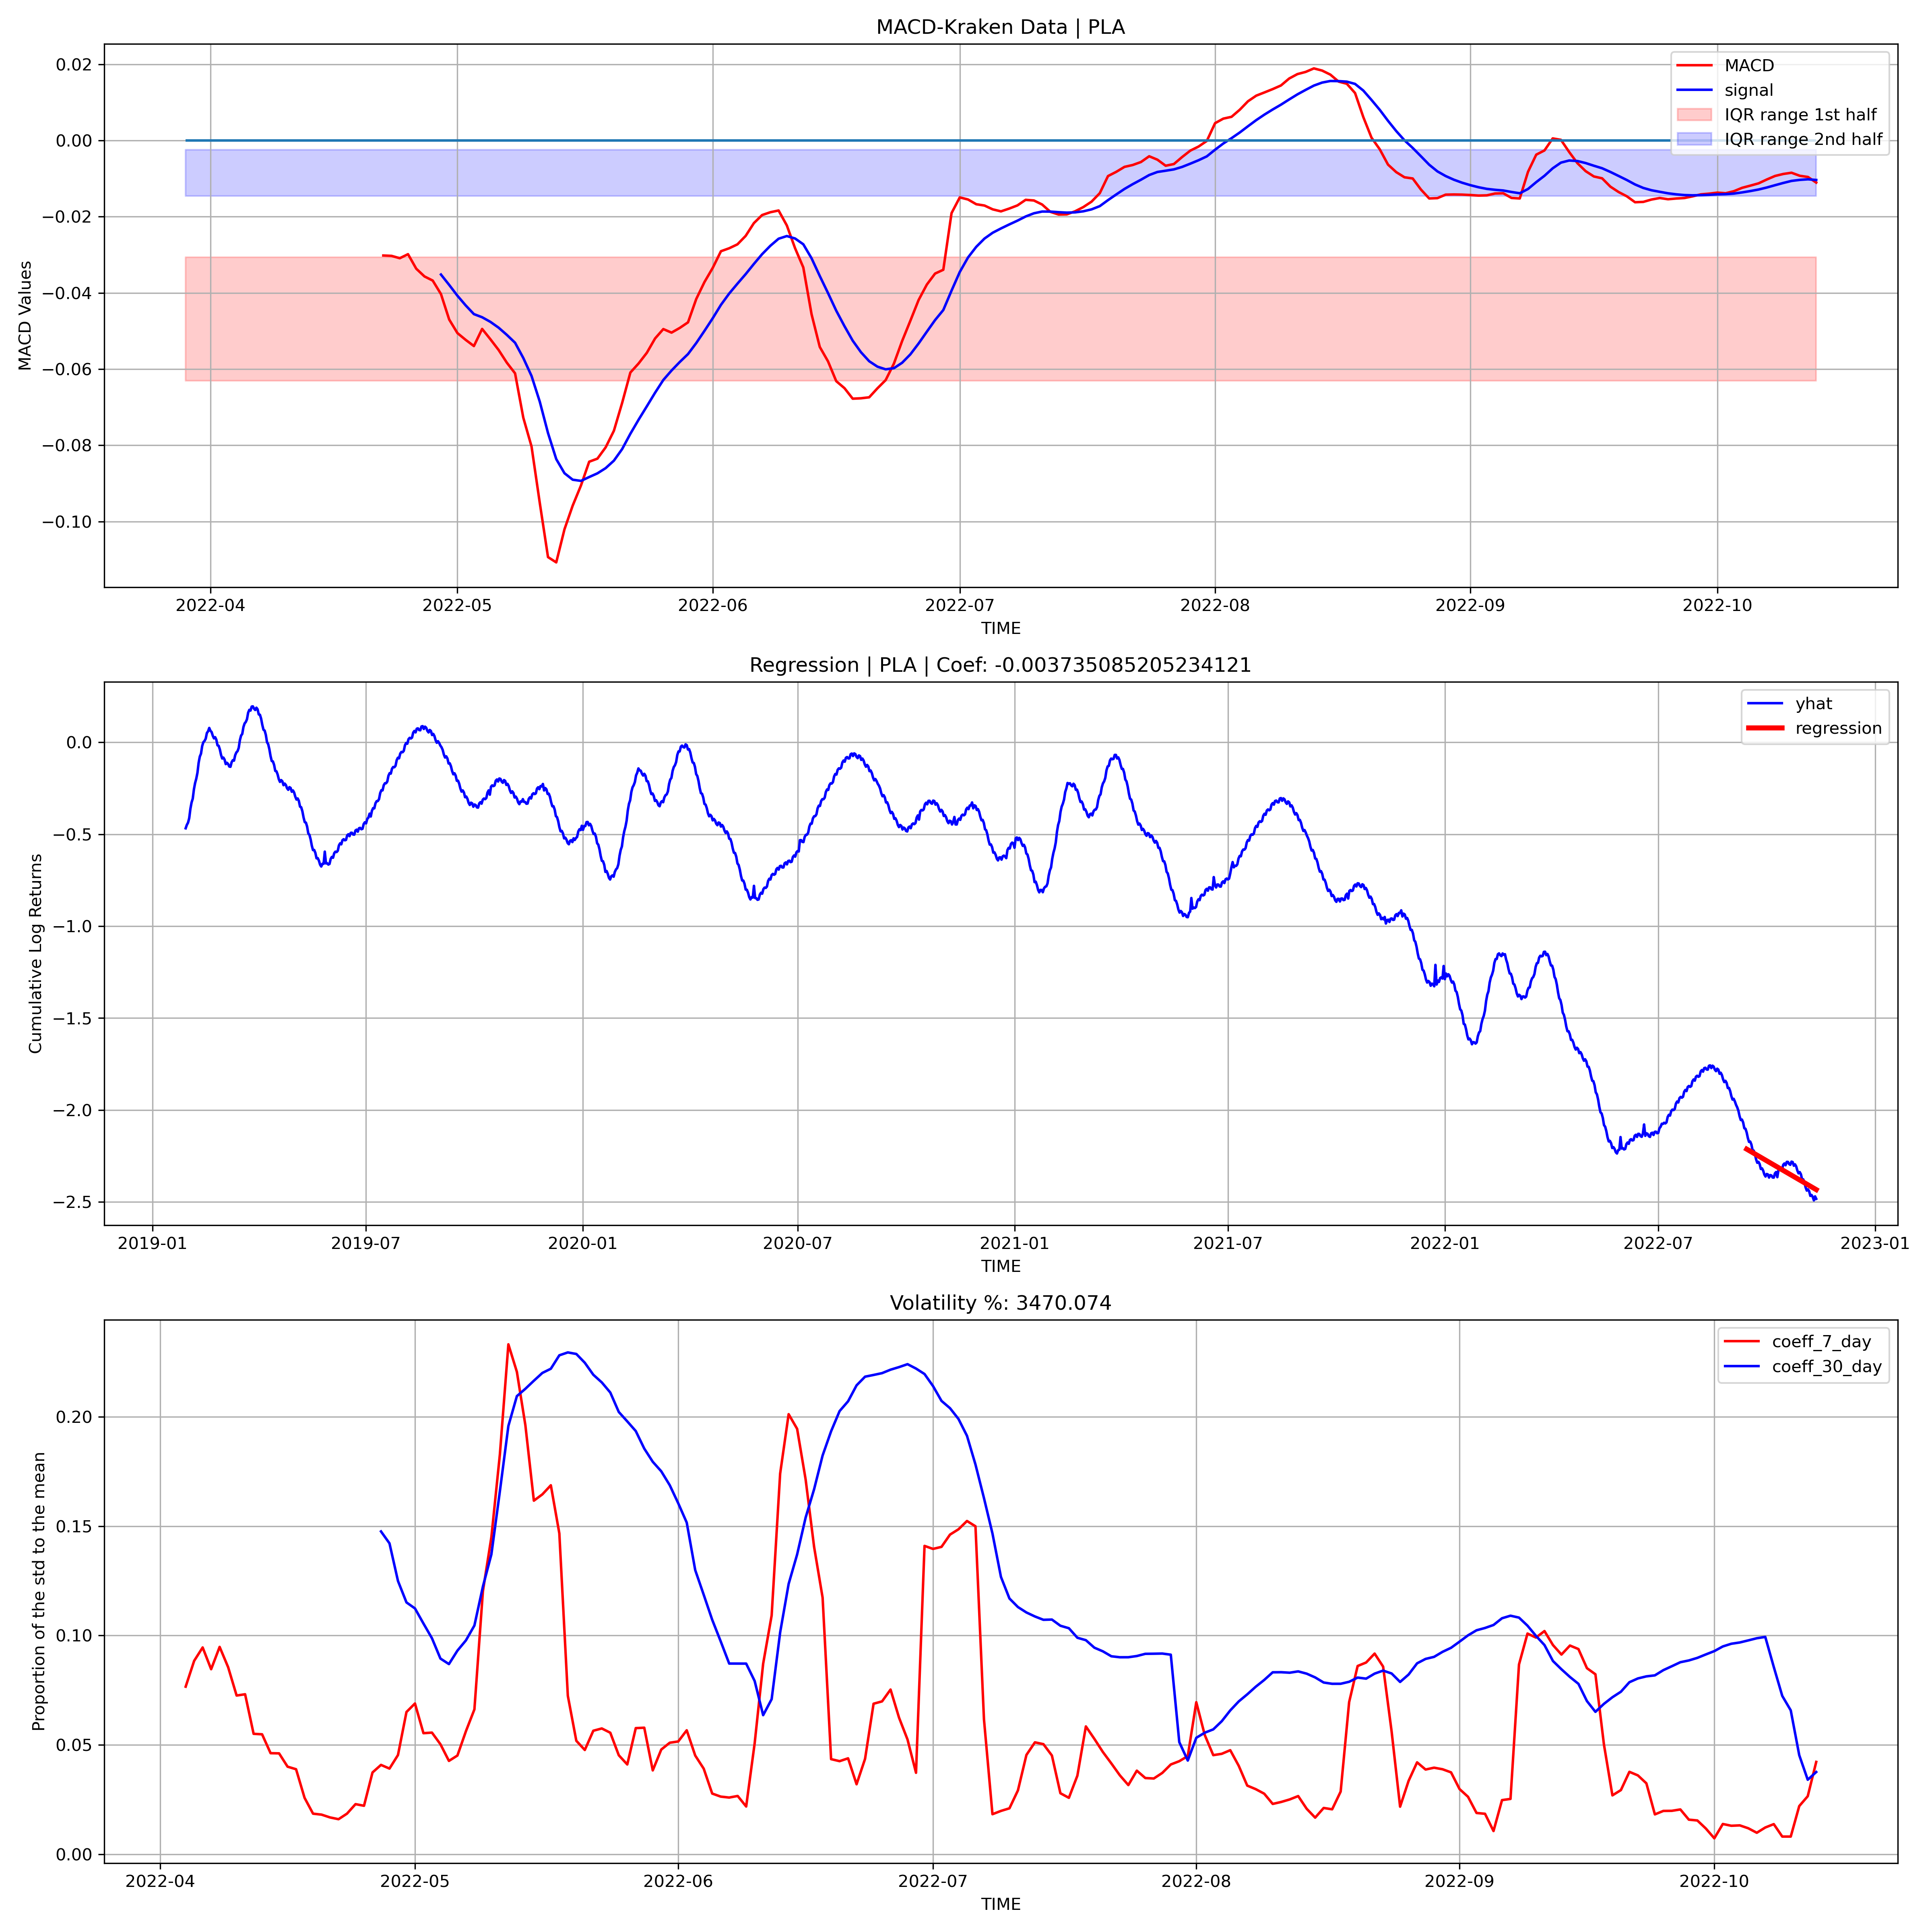 MACD-Kraken Data | PLA
MACD Values
0.02
0.00
−0.02
−0.04
−0.06
−0.08
−0.10
MACD
signal
IQR range 1st half
IQR range 2nd half
2022-04 2022-05 2022-06 2022-07 2022-08 2022-09 2022-10
TIME
Regression | PLA | Coef: -0.003735085205234121
Cumulative Log Returns
0.0
−0.5
−1.0
−1.5
−2.0
−2.5
yhat
regression
2019-01 2019-07 2020-01 2020-07 2021-01 2021-07 2022-01 2022-07 2023-01
TIME
Volatility %: 3470.074
Proportion of the std to the mean
0.20
0.15
0.10
0.05
0.00
coeff_7_day
coeff_30_day
2022-04 2022-05 2022-06 2022-07 2022-08 2022-09 2022-10
TIME